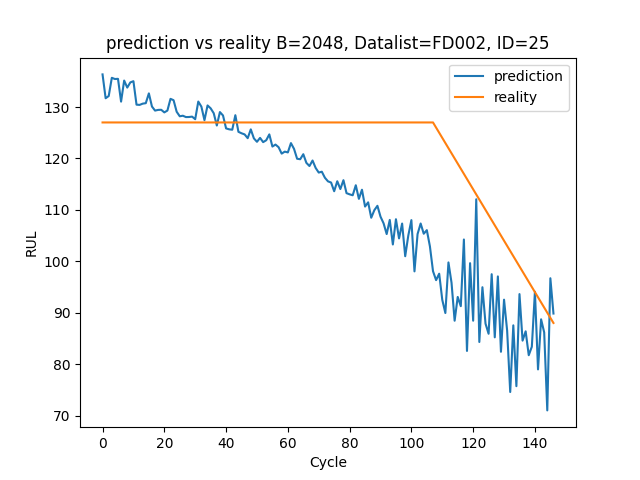 prediction vs reality B=2048, Datalist=FD002, ID=25
prediction
reality
RUL
130
120
110
100
90
80
70
0 20 40 60 80 100 120 140
Cycle